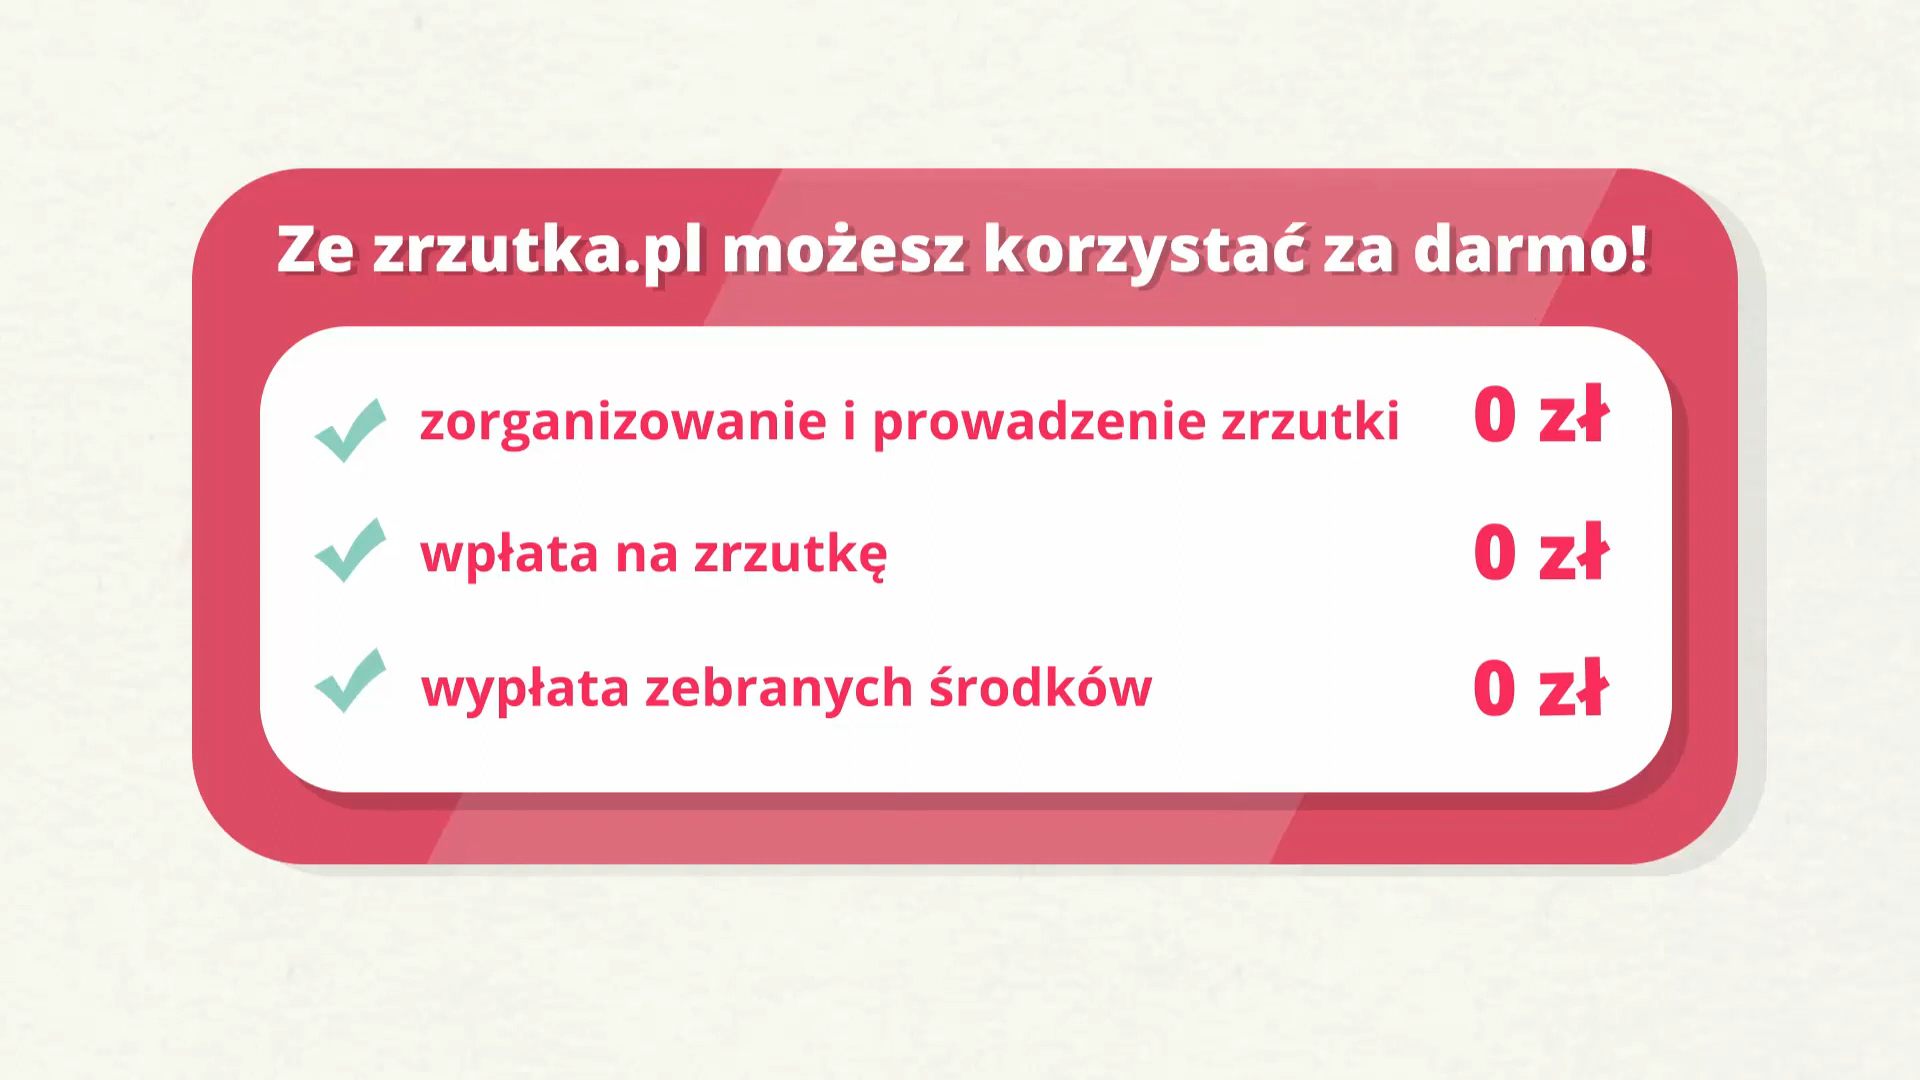 Ze zrzutka.pl możesz korzystać za darmo!
zorganizowanie i prowadzenie zrzutki 0 zł
wpłata na zrzutkę 0 zł
wypłata zebranych środków 0 zł